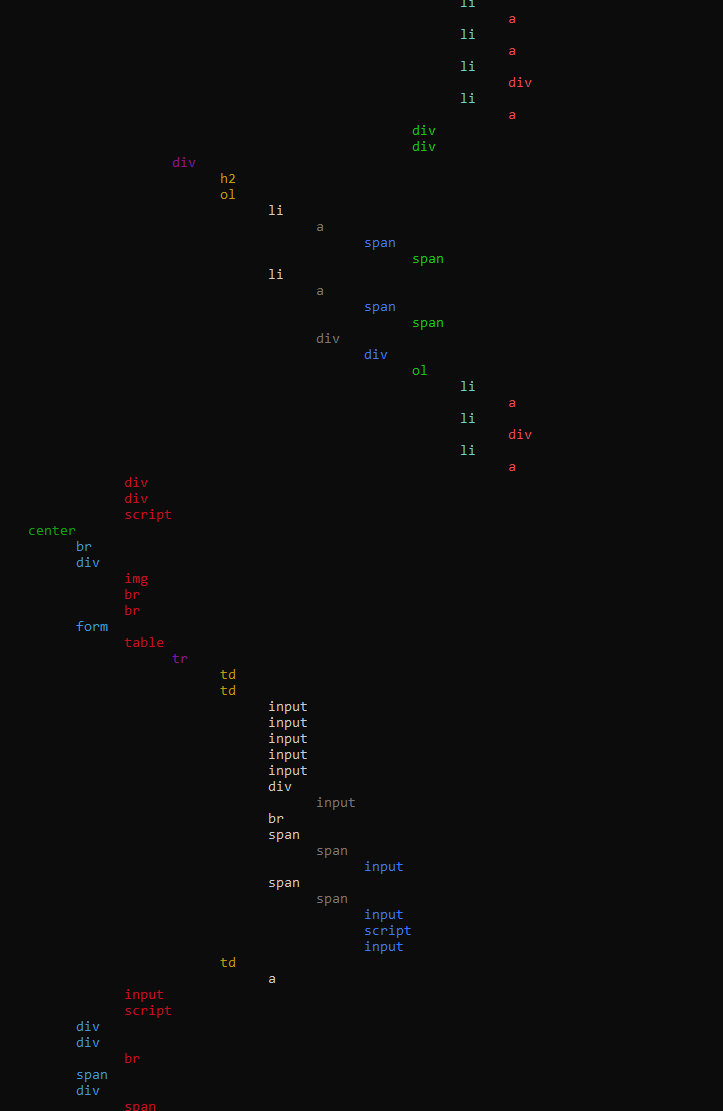 li
a
li
a
li
div
li
a
div
div
div
h2
ol
li
a
span
span
li
a
span
span
div
div
ol
li
a
li
div
li
a
div
div
script
center
br
div
img
br
br
form
table
tr
td
td
input
input
input
input
input
div
input
br
span
span
input
span
span
input
script
input
td
a
input
script
div
div
br
span
div
span